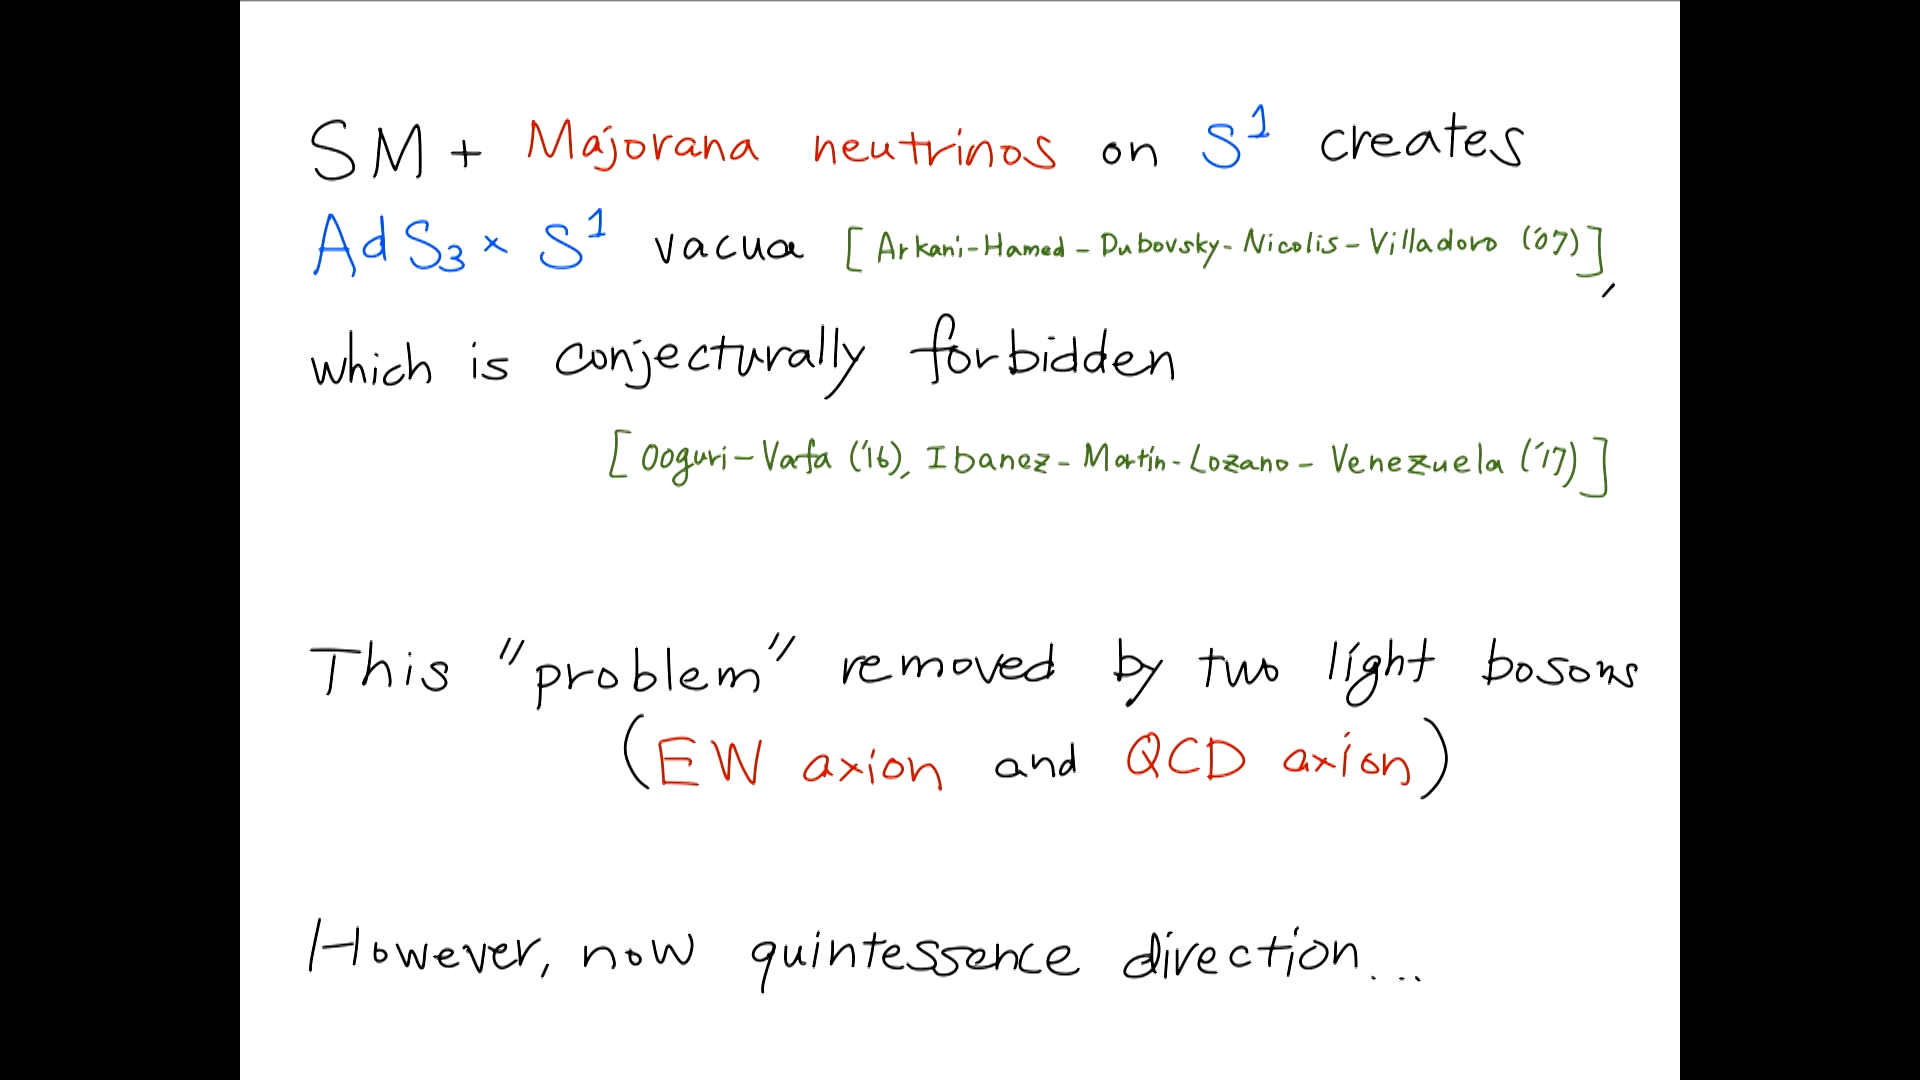 SM + Majorana neutrinos on S¹ creates
AdS₃ × S¹ vacua [Arkani-Hamed-Dubovsky-Nicolis-Villadoro ('07)],
which is conjecturally forbidden
[Ooguri-Vafa ('16), Ibanez-Martin-Lozano-Venezuela ('17)]
This "problem" removed by two light bosons
(EW axion and QCD axion)
However, now quintessence direction...